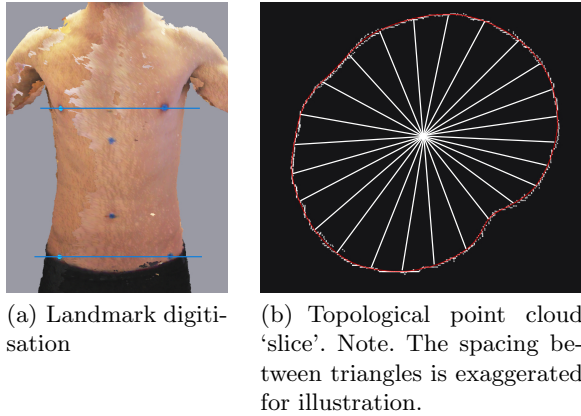 (a) Landmark digiti-
sation
(b) Topological point cloud
‘slice’. Note. The spacing be-
tween triangles is exaggerated
for illustration.